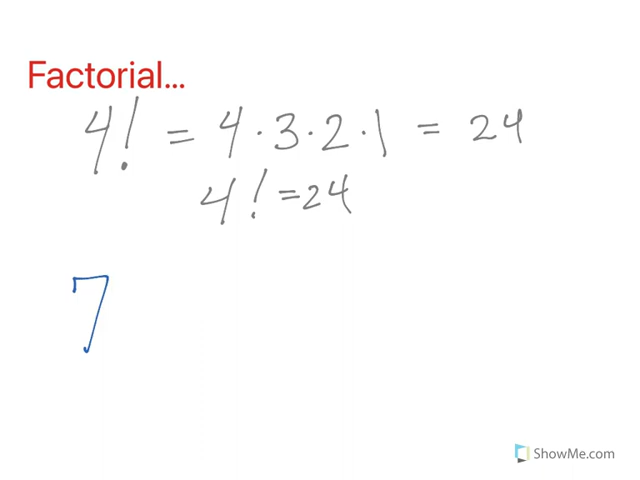 Factorial...
4! = 4 · 3 · 2 · 1 = 24
4! = 24
7
ShowMe.com